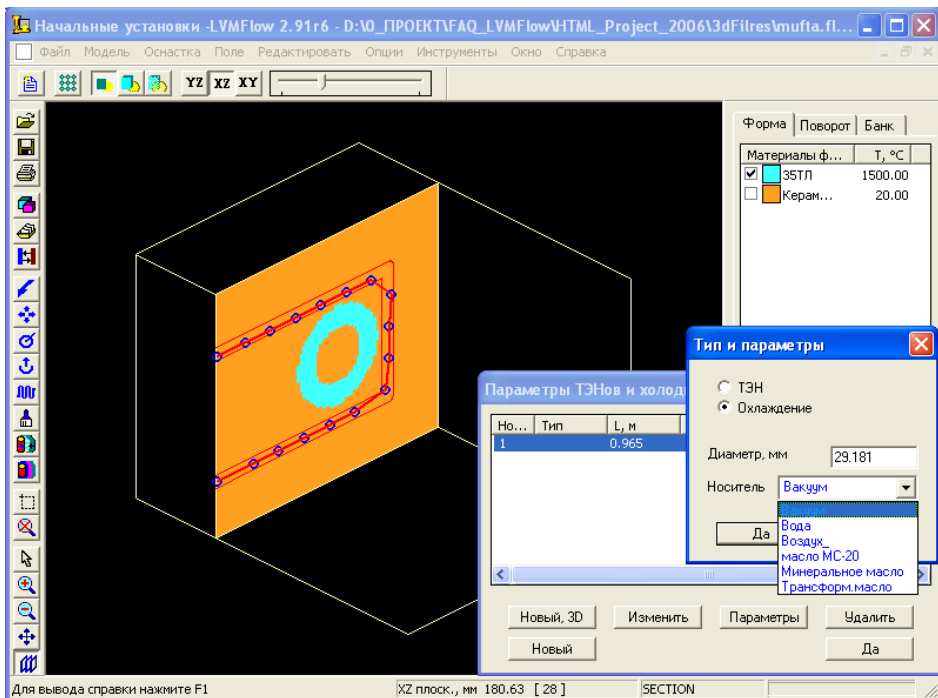 Начальные установки -LVMFlow 2.91r6 - D:\0_ПРОЕКТ\FAQ_LVMFlow\HTML_Project_2006\3dFilres\mufta.fl...
Файл Модель Оснастка Поле Редактировать Опции Инструменты Окно Справка
YZ XZ XY
Форма Поворот Банк
Материалы ф... T, °C
35ТЛ 1500.00
Керам... 20.00
Тип и параметры
ТЭН
Охлаждение
Диаметр, мм 29.181
Носитель Вакуум
Вакуум
Вода
Воздух_
масло МС-20
Минеральное масло
Трансформ.масло
Да
Параметры ТЭНов и холод
Но... Тип L, м
1 0.965
Новый, 3D Изменить Параметры Удалить
Новый Да
Для вывода справки нажмите F1 XZ плоск., мм 180.63 [ 28 ] SECTION